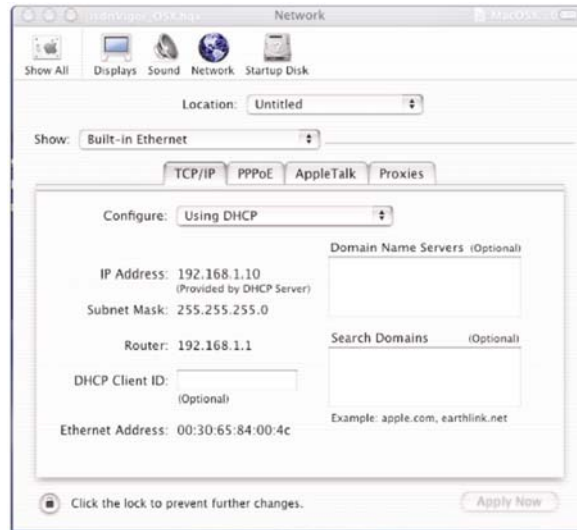 Network
Show All
Displays
Sound
Network
Startup Disk
Location: Untitled
Show: Built-in Ethernet
TCP/IP
PPPoE
AppleTalk
Proxies
Configure: Using DHCP
Domain Name Servers (Optional)
IP Address: 192.168.1.10
(Provided by DHCP Server)
Subnet Mask: 255.255.255.0
Router: 192.168.1.1
Search Domains (Optional)
DHCP Client ID:
(Optional)
Example: apple.com, earthlink.net
Ethernet Address: 00:30:65:84:00:4c
Click the lock to prevent further changes.
Apply Now